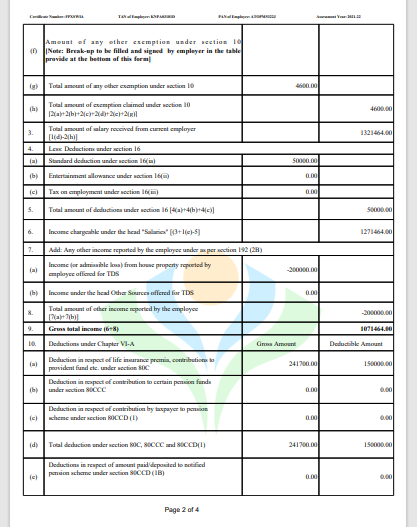 Certificate Number: TAN of Employer: PAN of Employee: Assessment Year: 2021-22
(f) Amount of any other exemption under section 10
[Note: Break-up to be filled and signed by employer in the table
provide at the bottom of this form]
(g) Total amount of any other exemption under section 10 4600.00
(h) Total amount of exemption claimed under section 10
[2(a)+2(b)+2(c)+2(d)+2(e)+2(g)] 4600.00
3. Total amount of salary received from current employer
[1(d)-2(h)] 1321464.00
4. Less: Deductions under section 16
(a) Standard deduction under section 16(ia) 50000.00
(b) Entertainment allowance under section 16(ii) 0.00
(c) Tax on employment under section 16(iii) 0.00
5. Total amount of deductions under section 16 [4(a)+4(b)+4(c)] 50000.00
6. Income chargeable under the head "Salaries" [(3+1(e)-5] 1271464.00
7. Add: Any other income reported by the employee under as per section 192 (2B)
(a) Income (or admissible loss) from house property reported by
employee offered for TDS -200000.00
(b) Income under the head Other Sources offered for TDS 0.00
8. Total amount of other income reported by the employee
[7(a)+7(b)] -200000.00
9. Gross total income (6+8) 1071464.00
10. Deductions under Chapter VI-A Gross Amount Deductible Amount
(a) Deduction in respect of life insurance premia, contributions to
provident fund etc. under section 80C 241700.00 150000.00
(b) Deduction in respect of contribution to certain pension funds
under section 80CCC 0.00 0.00
(c) Deduction in respect of contribution by taxpayer to pension
scheme under section 80CCD (1) 0.00 0.00
(d) Total deduction under section 80C, 80CCC and 80CCD(1) 241700.00 150000.00
(e) Deductions in respect of amount paid/deposited to notified
pension scheme under section 80CCD (1B) 0.00 0.00
Page 2 of 4